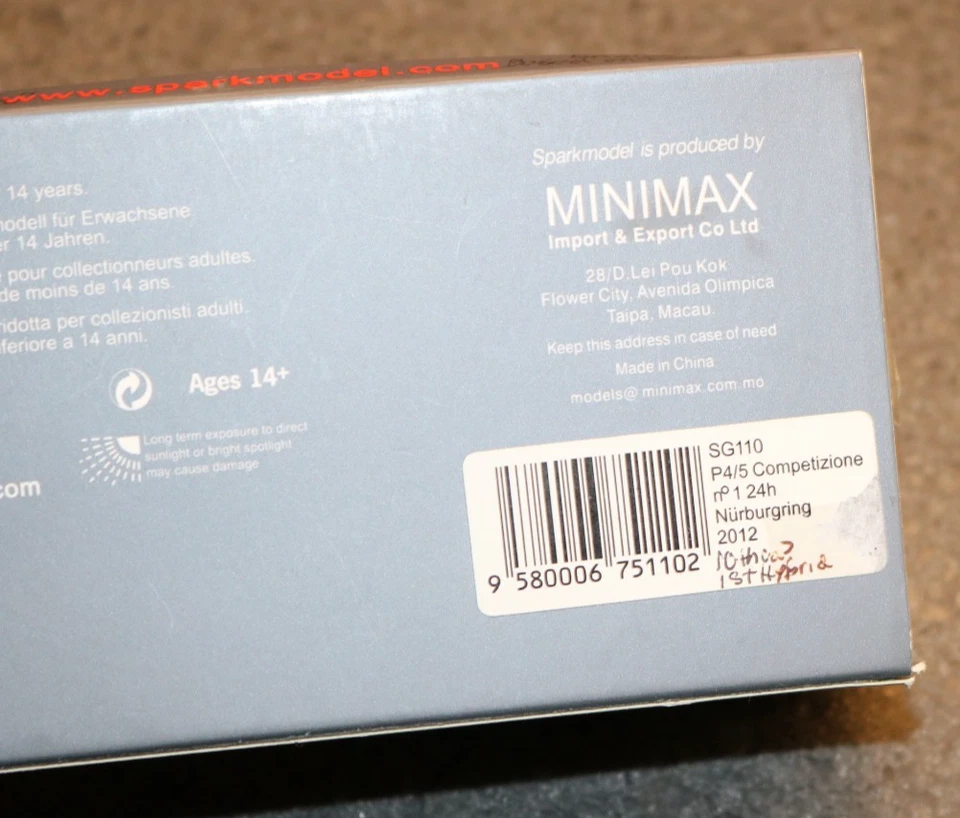 www.sparkmodel.com
14 years.
modell für Erwachsene
er 14 Jahren.
pour collectionneurs adultes.
de moins de 14 ans
ridotta per collezionisti adulti.
nferiore a 14 anni.
Ages 14+
Long term exposure to direct
sunlight or bright spotlight
may cause damage
.com
Sparkmodel is produced by
MINIMAX
Import & Export Co Ltd
28/D.Lei Pou Kok
Flower City, Avenida Olimpica
Taipa, Macau.
Keep this address in case of need
Made in China
models@minimax.com.mo
SG110
P4/5 Competizione
nº 1 24h
Nürburgring
2012
1st Hybrid
9 580006 751102